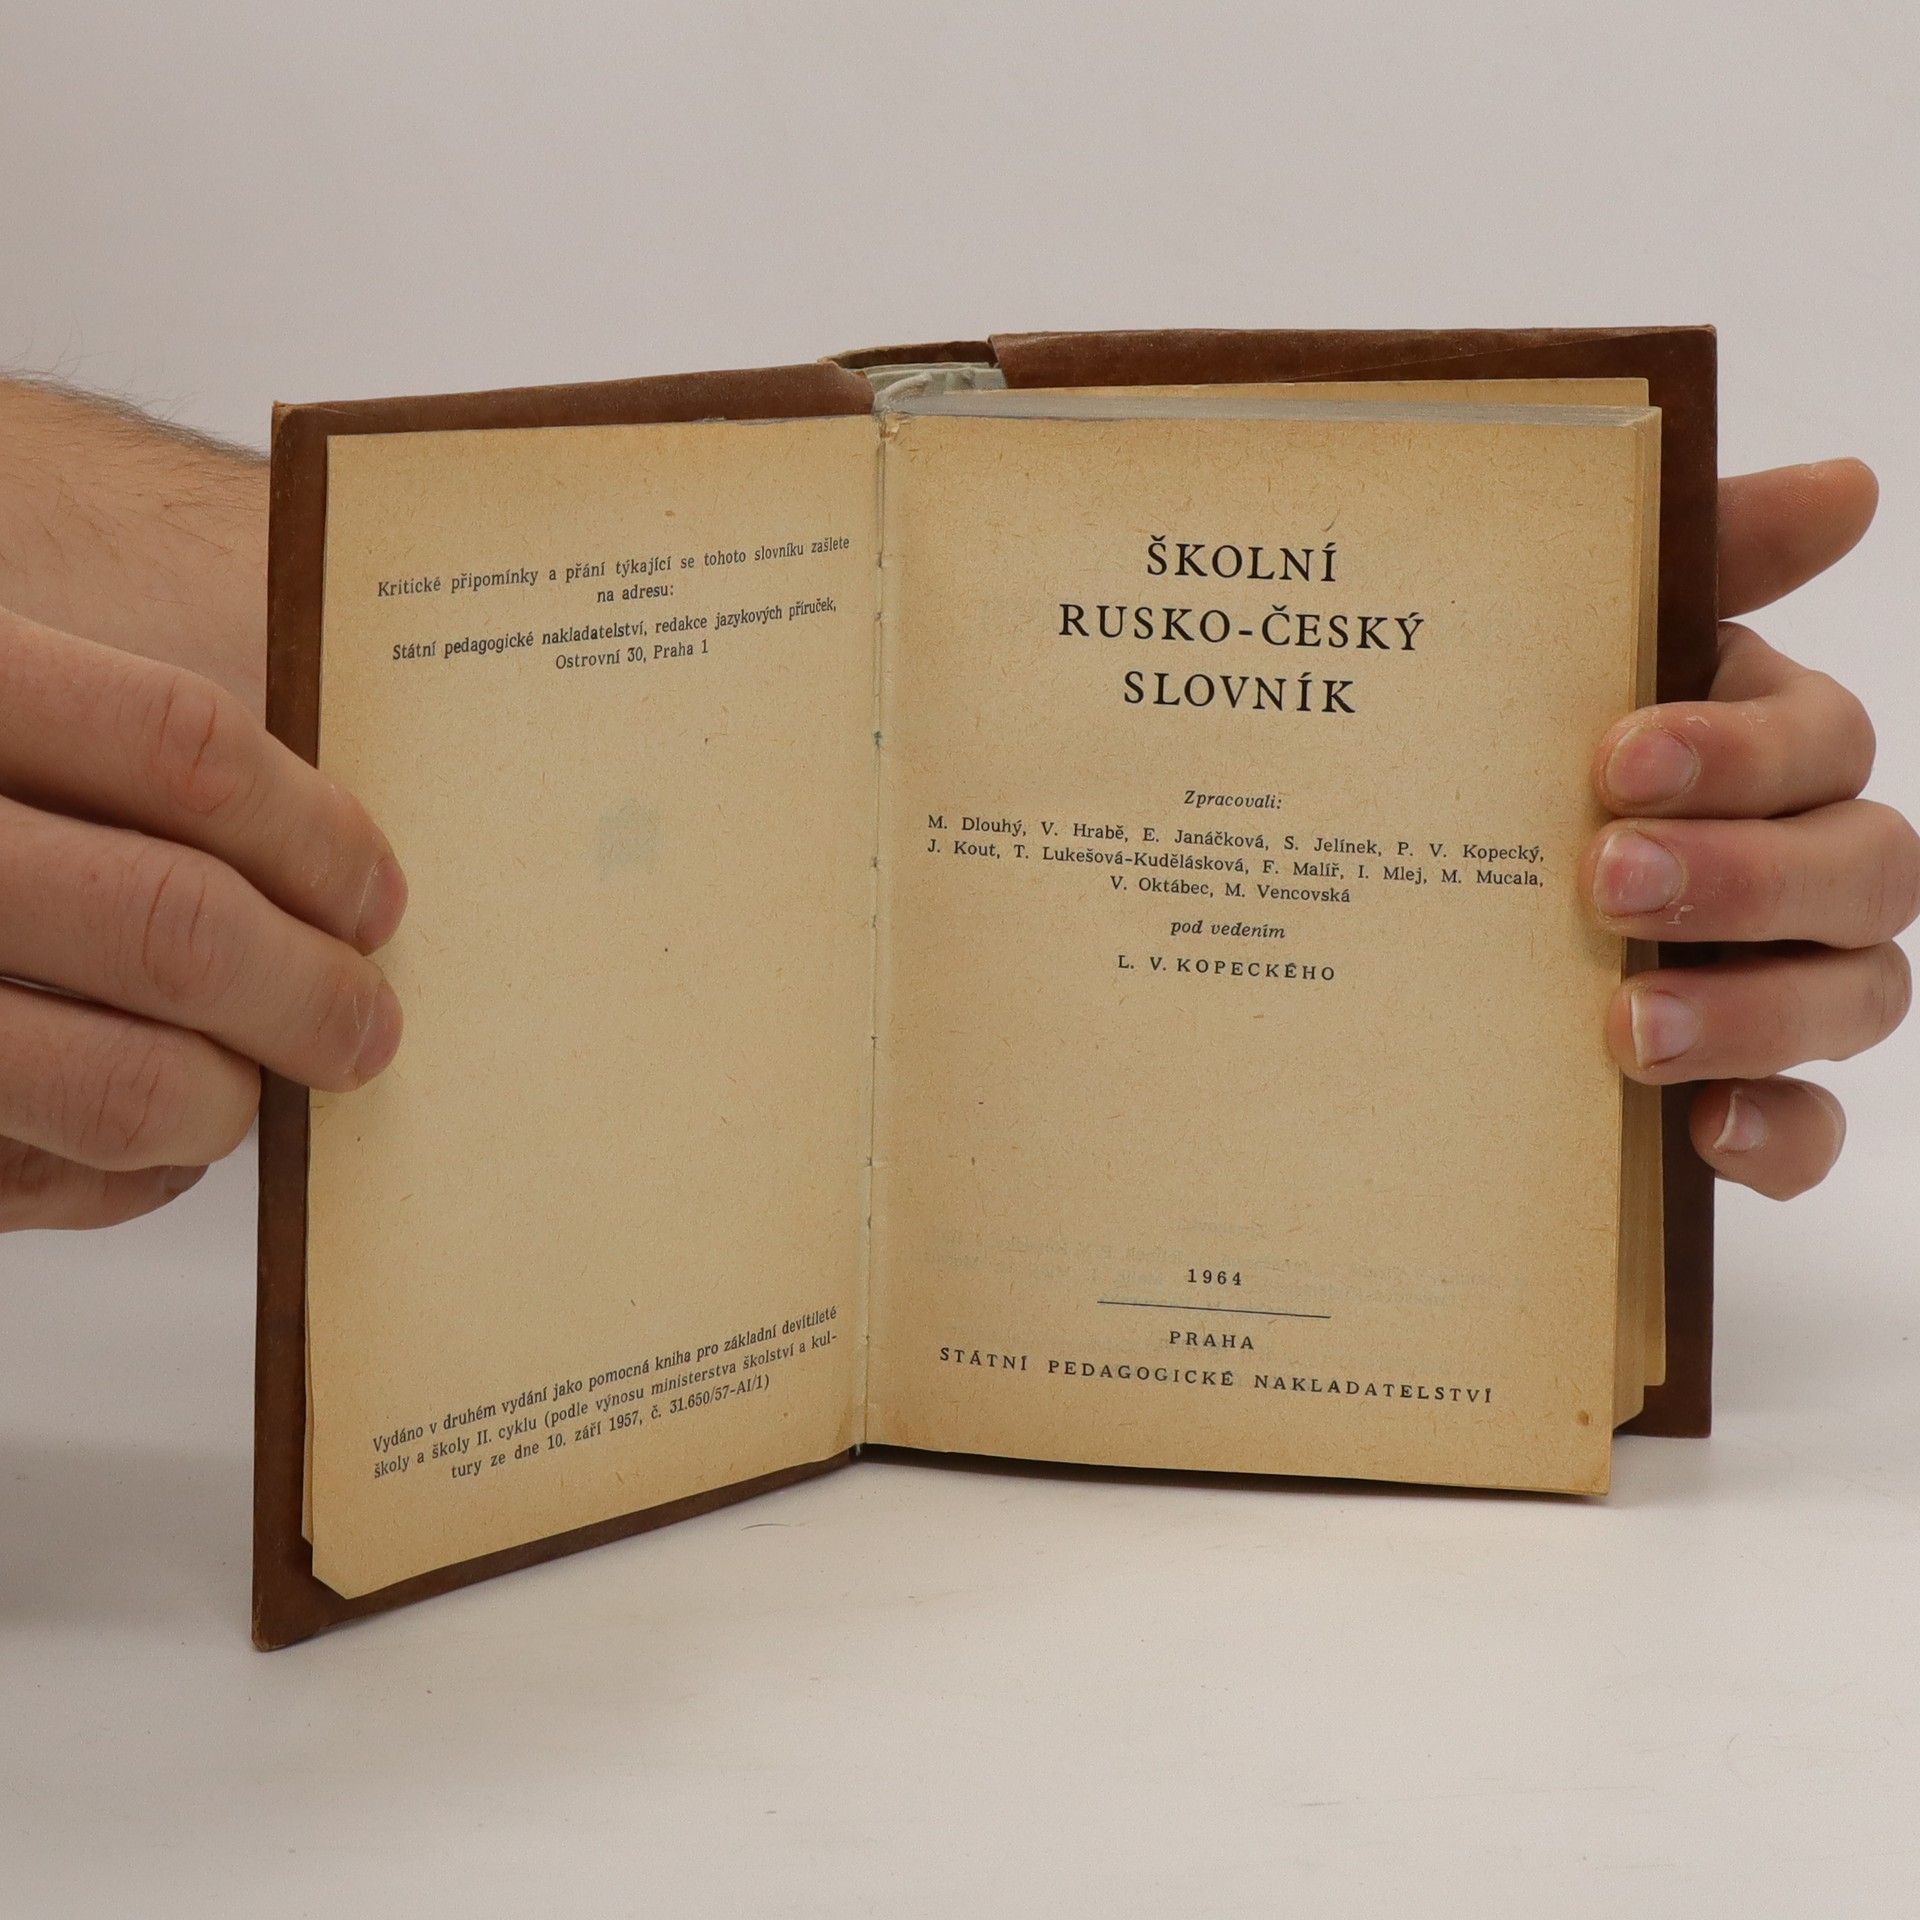 Kritické připomínky a přání týkající se tohoto slovníku zašlete
na adresu:
Státní pedagogické nakladatelství, redakce jazykových příruček,
Ostrovní 30, Praha 1
Vydáno v druhém vydání jako pomocná kniha pro základní devítileté
školy a školy II. cyklu (podle výnosu ministerstva školství a kul-
tury ze dne 10. září 1957, č. 31.650/57-AI/1)
ŠKOLNÍ
RUSKO-ČESKÝ
SLOVNÍK
Zpracovali:
M. Dlouhý, V. Hrabě, E. Janáčková, S. Jelínek, P. V. Kopecký,
J. Kout, T. Lukešová-Kudělásková, F. Malíř, I. Mlej, M. Mucala,
V. Oktábec, M. Vencovská
pod vedením
L. V. KOPECKÉHO
1964
PRAHA
STÁTNÍ PEDAGOGICKÉ NAKLADATELSTVÍ